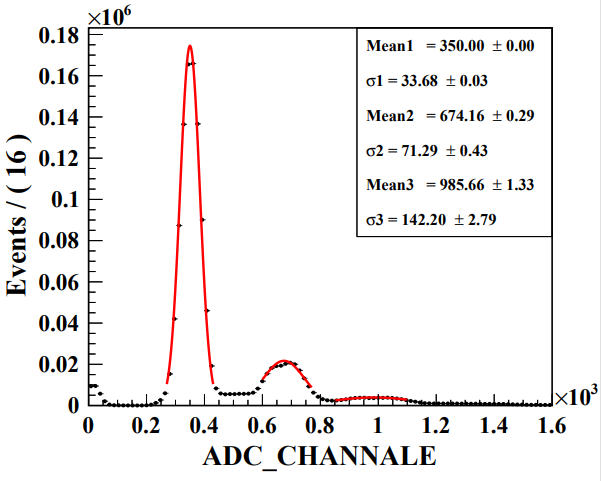 ×10⁶
0.18
0.16
0.14
0.12
0.1
0.08
0.06
0.04
0.02
0
Events / ( 16 )
Mean1 = 350.00 ± 0.00
σ1 = 33.68 ± 0.03
Mean2 = 674.16 ± 0.29
σ2 = 71.29 ± 0.43
Mean3 = 985.66 ± 1.33
σ3 = 142.20 ± 2.79
0 0.2 0.4 0.6 0.8 1 1.2 1.4 1.6
×10³
ADC_CHANNALE